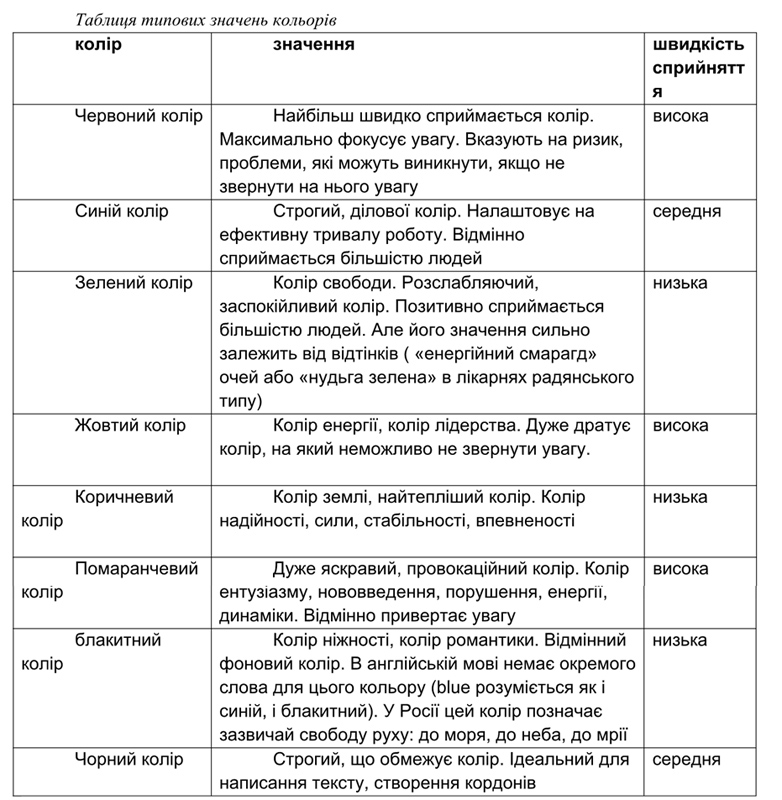 Таблиця типових значень кольорів
колір
значення
швидкість
сприйнятт
я
Червоний колір
Найбільш швидко сприймається колір.
Максимально фокусує увагу. Вказують на ризик,
проблеми, які можуть виникнути, якщо не
звернути на нього увагу
висока
Синій колір
Строгий, ділової колір. Налаштовує на
ефективну тривалу роботу. Відмінно
сприймається більшістю людей
середня
Зелений колір
Колір свободи. Розслабляючий,
заспокійливий колір. Позитивно сприймається
більшістю людей. Але його значення сильно
залежить від відтінків ( «енергійний смарагд»
очей або «нудьга зелена» в лікарнях радянського
типу)
низька
Жовтий колір
Колір енергії, колір лідерства. Дуже дратує
колір, на який неможливо не звернути увагу.
висока
Коричневий
колір
Колір землі, найтепліший колір. Колір
надійності, сили, стабільності, впевненості
низька
Помаранчевий
колір
Дуже яскравий, провокаційний колір. Колір
ентузіазму, нововведення, порушення, енергії,
динаміки. Відмінно привертає увагу
висока
блакитний
колір
Колір ніжності, колір романтики. Відмінний
фоновий колір. В англійській мові немає окремого
слова для цього кольору (blue розуміється як і
синій, і блакитний). У Росії цей колір позначає
зазвичай свободу руху: до моря, до неба, до мрії
низька
Чорний колір
Строгий, що обмежує колір. Ідеальний для
написання тексту, створення кордонів
середня